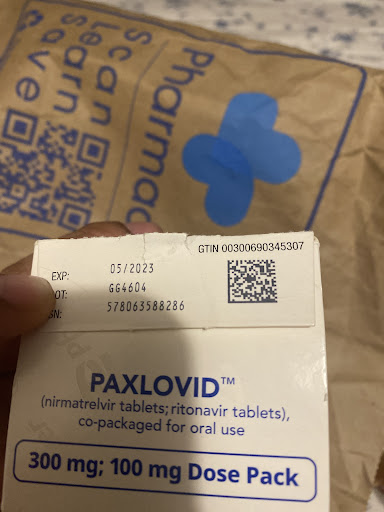 Pharmac
Scan
Learn
Save
GTIN 00300690345307
EXP: 05/2023
OT: GG4604
SN: 578063588286
PAXLOVID™
(nirmatrelvir tablets; ritonavir tablets),
co-packaged for oral use
300 mg; 100 mg Dose Pack